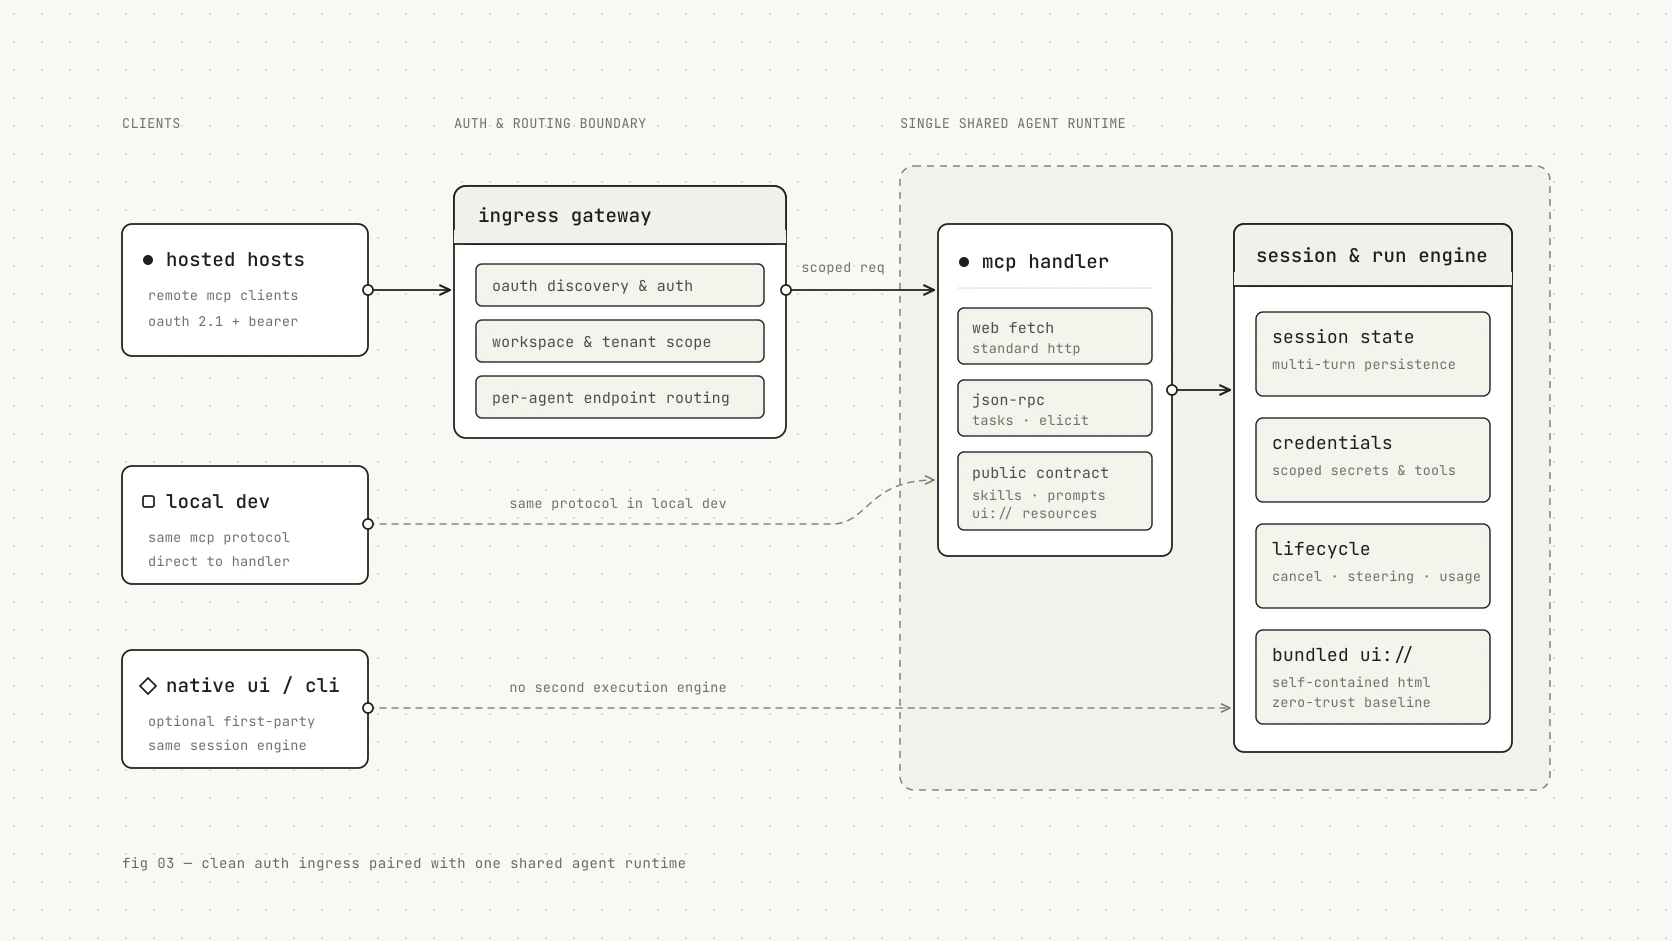 CLIENTS
AUTH & ROUTING BOUNDARY
SINGLE SHARED AGENT RUNTIME
hosted hosts
remote mcp clients
oauth 2.1 + bearer
ingress gateway
oauth discovery & auth
workspace & tenant scope
per-agent endpoint routing
scoped req
mcp handler
web fetch
standard http
json-rpc
tasks · elicit
public contract
skills · prompts
ui:// resources
session & run engine
session state
multi-turn persistence
credentials
scoped secrets & tools
lifecycle
cancel · steering · usage
bundled ui://
self-contained html
zero-trust baseline
local dev
same mcp protocol
direct to handler
same protocol in local dev
native ui / cli
optional first-party
same session engine
no second execution engine
fig 03 — clean auth ingress paired with one shared agent runtime